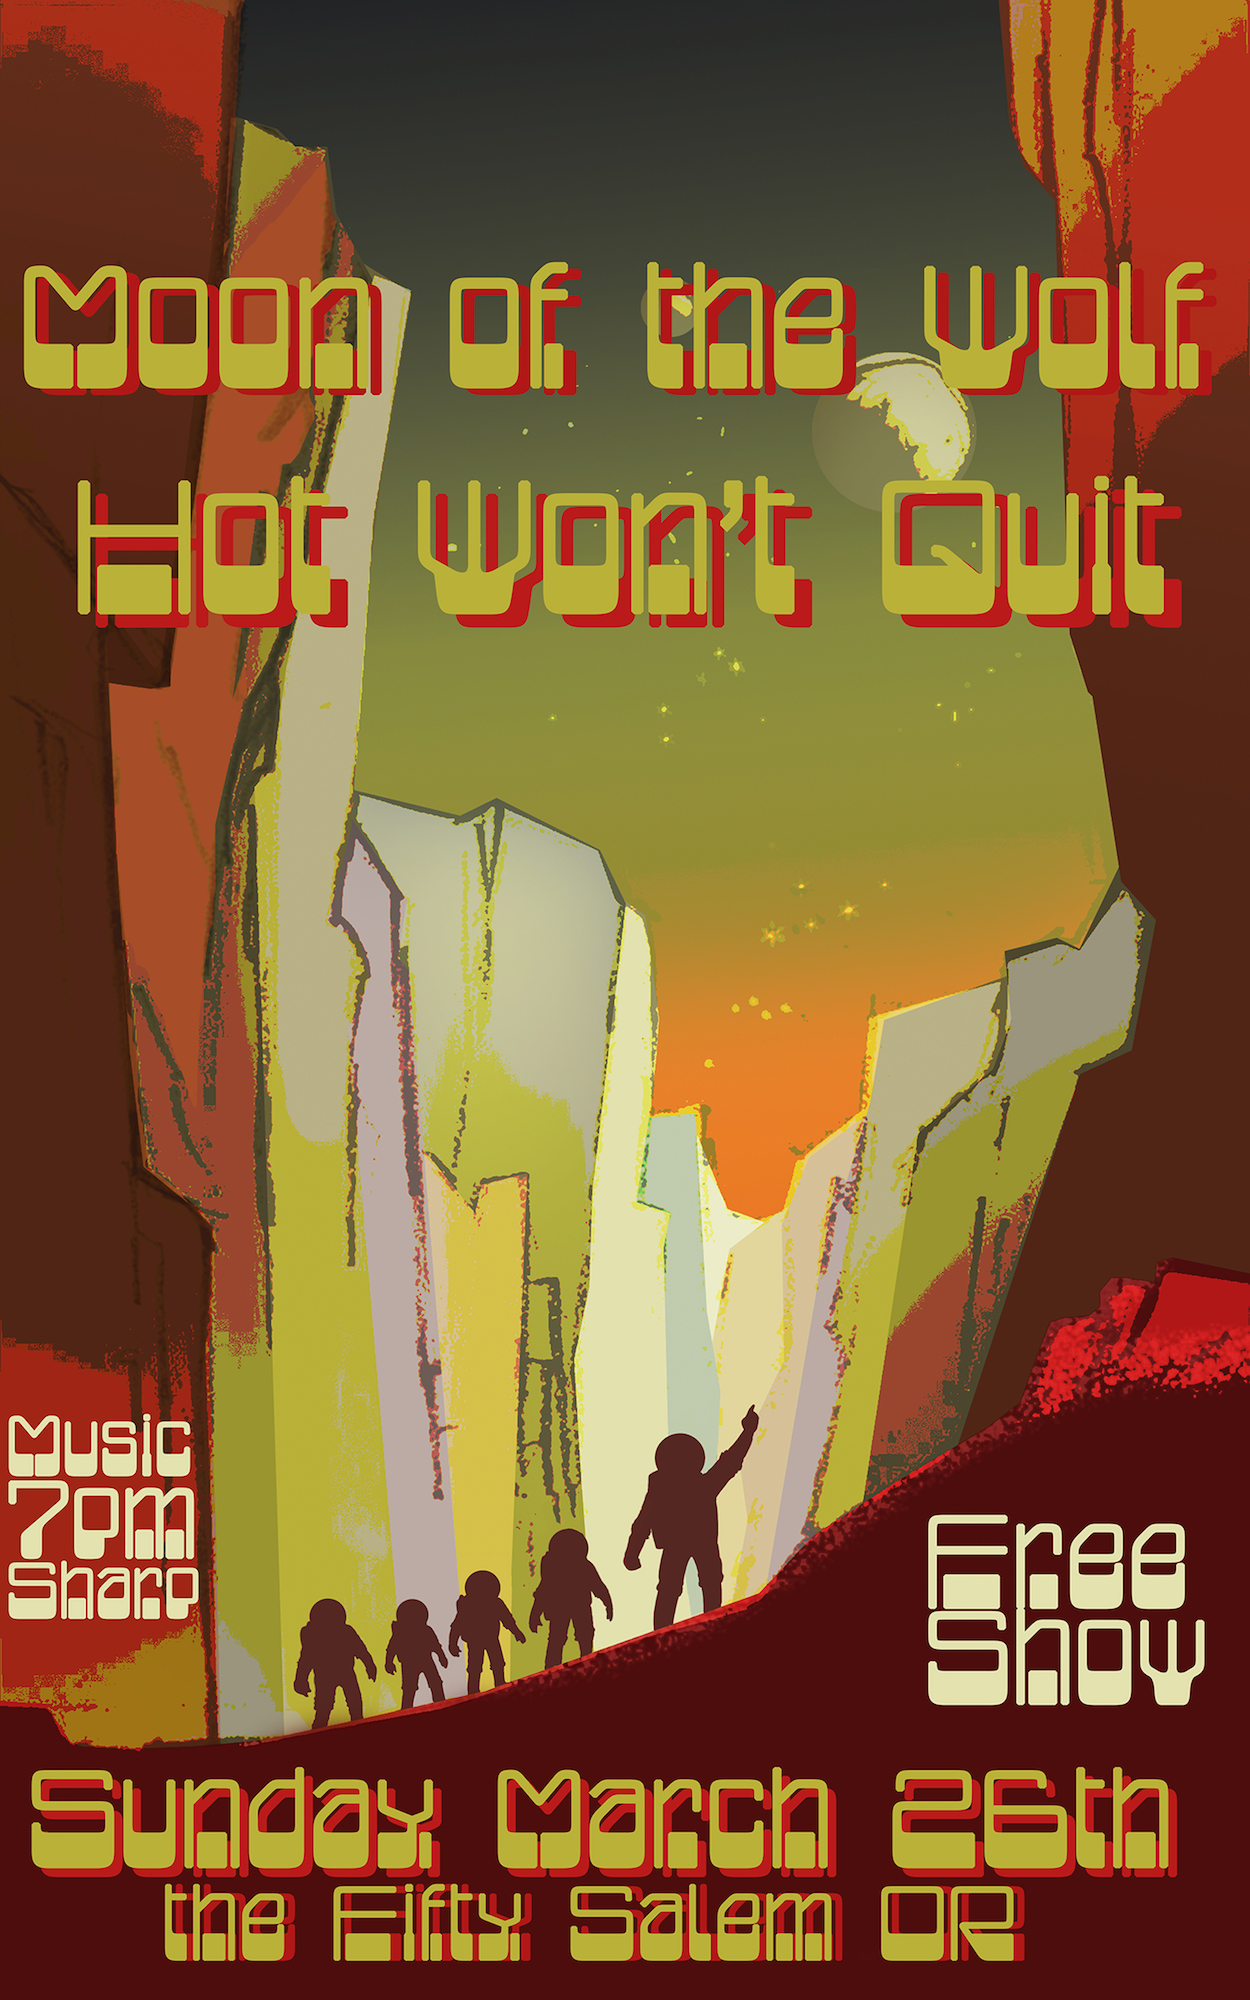 Moon of the Wolf
Hot Won't Quit
Music
7pm
Sharp
Free
Show
Sunday March 26th
the Fifty Salem OR